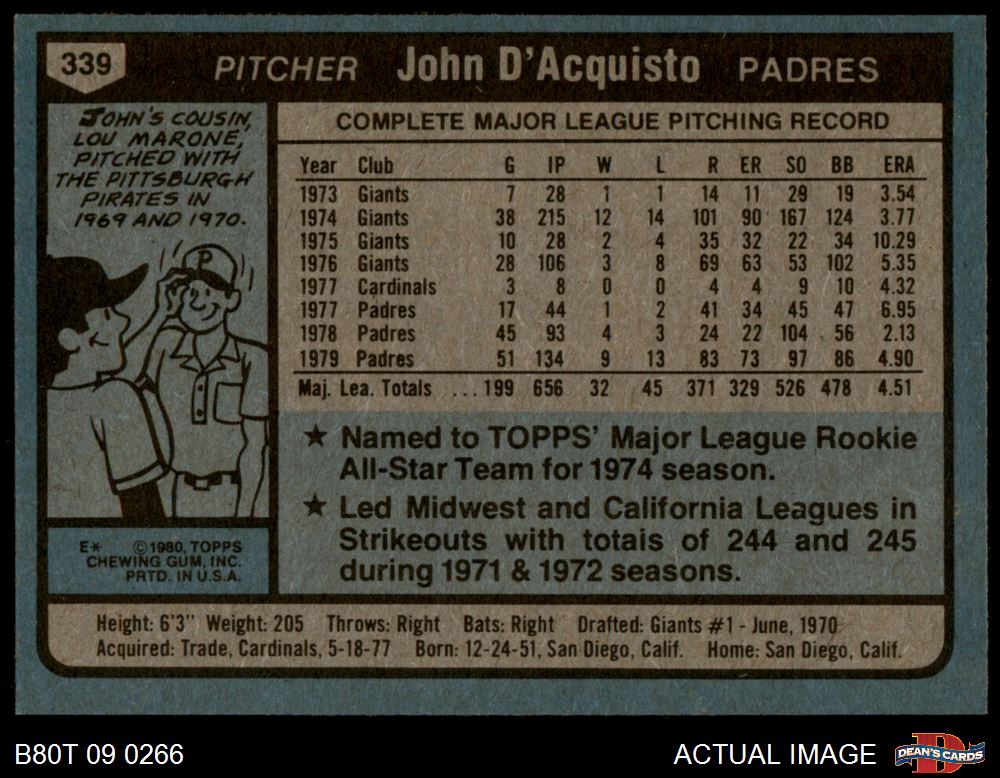 339 PITCHER John D'Acquisto PADRES
JOHN'S COUSIN,
LOU MARONE,
PITCHED WITH
THE PITTSBURGH
PIRATES IN
1969 AND 1970.
P
E* ©1980, TOPPS
CHEWING GUM, INC.
PRTD. IN U.S.A.
COMPLETE MAJOR LEAGUE PITCHING RECORD
Year Club G IP W L R ER SO BB ERA
1973 Giants 7 28 1 1 14 11 29 19 3.54
1974 Giants 38 215 12 14 101 90 167 124 3.77
1975 Giants 10 28 2 4 35 32 22 34 10.29
1976 Giants 28 106 3 8 69 63 53 102 5.35
1977 Cardinals 3 8 0 0 4 4 9 10 4.32
1977 Padres 17 44 1 2 41 34 45 47 6.95
1978 Padres 45 93 4 3 24 22 104 56 2.13
1979 Padres 51 134 9 13 83 73 97 86 4.90
Maj. Lea. Totals ...199 656 32 45 371 329 526 478 4.51
★ Named to TOPPS' Major League Rookie
All-Star Team for 1974 season.
★ Led Midwest and California Leagues in
Strikeouts with totais of 244 and 245
during 1971 & 1972 seasons.
Height: 6'3" Weight: 205 Throws: Right Bats: Right Drafted: Giants #1 - June, 1970
Acquired: Trade, Cardinals, 5-18-77 Born: 12-24-51, San Diego, Calif. Home: San Diego, Calif.
B80T 09 0266 ACTUAL IMAGE DEAN'S CARDS